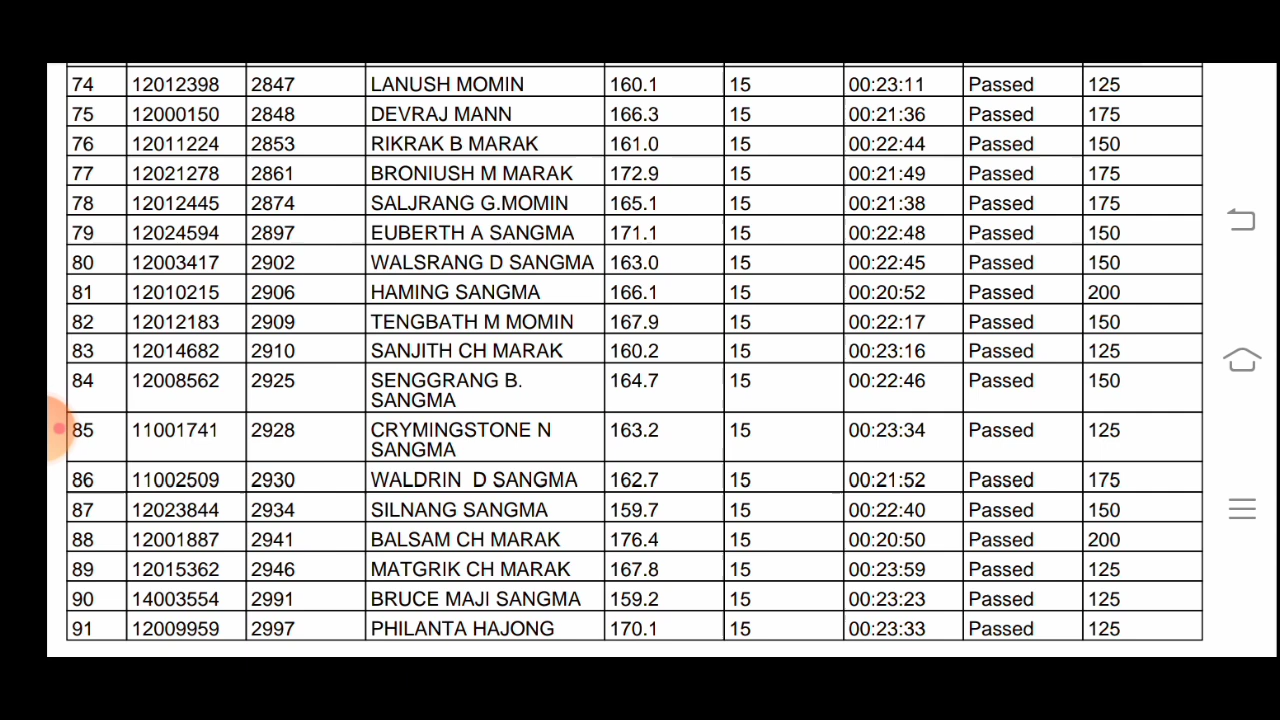 74 12012398 2847 LANUSH MOMIN 160.1 15 00:23:11 Passed 125
75 12000150 2848 DEVRAJ MANN 166.3 15 00:21:36 Passed 175
76 12011224 2853 RIKRAK B MARAK 161.0 15 00:22:44 Passed 150
77 12021278 2861 BRONIUSH M MARAK 172.9 15 00:21:49 Passed 175
78 12012445 2874 SALJRANG G.MOMIN 165.1 15 00:21:38 Passed 175
79 12024594 2897 EUBERTH A SANGMA 171.1 15 00:22:48 Passed 150
80 12003417 2902 WALSRANG D SANGMA 163.0 15 00:22:45 Passed 150
81 12010215 2906 HAMING SANGMA 166.1 15 00:20:52 Passed 200
82 12012183 2909 TENGBATH M MOMIN 167.9 15 00:22:17 Passed 150
83 12014682 2910 SANJITH CH MARAK 160.2 15 00:23:16 Passed 125
84 12008562 2925 SENGGRANG B. 164.7 15 00:22:46 Passed 150
SANGMA
85 11001741 2928 CRYMINGSTONE N 163.2 15 00:23:34 Passed 125
SANGMA
86 11002509 2930 WALDRIN D SANGMA 162.7 15 00:21:52 Passed 175
87 12023844 2934 SILNANG SANGMA 159.7 15 00:22:40 Passed 150
88 12001887 2941 BALSAM CH MARAK 176.4 15 00:20:50 Passed 200
89 12015362 2946 MATGRIK CH MARAK 167.8 15 00:23:59 Passed 125
90 14003554 2991 BRUCE MAJI SANGMA 159.2 15 00:23:23 Passed 125
91 12009959 2997 PHILANTA HAJONG 170.1 15 00:23:33 Passed 125